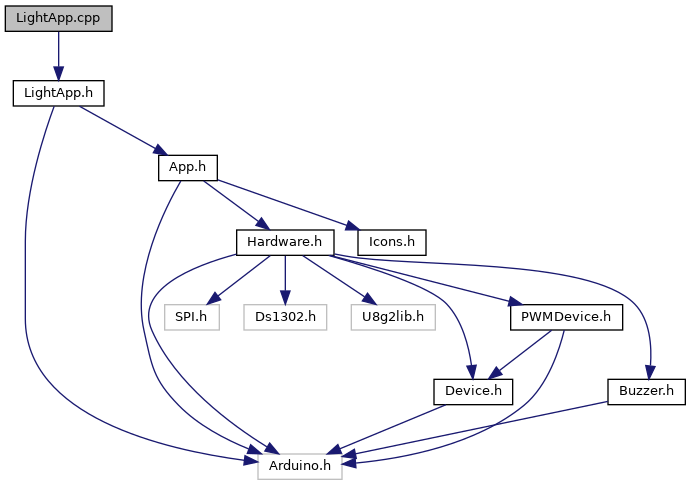 LightApp.cpp
LightApp.h
App.h
Hardware.h
Icons.h
SPI.h
Ds1302.h
U8g2lib.h
PWMDevice.h
Device.h
Buzzer.h
Arduino.h